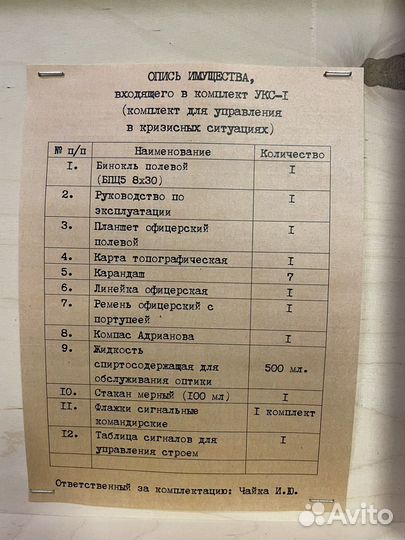 ОПИСЬ ИМУЩЕСТВА,
входящего в комплект УКС-I
(комплект для управления
в кризисных ситуациях)
№ п/п Наименование Количество
I. Бинокль полевой I
(БПЦ5 8х30)
2. Руководство по
эксплуатации I
3. Планшет офицерский
полевой I
4. Карта топографическая I
5. Карандаш 7
6. Линейка офицерская I
7. Ремень офицерский с
портупеей I
8. Компас Адрианова I
9. Жидкость
спиртосодержащая для 500 мл.
обслуживания оптики
IO. Стакан мерный (IOO мл) I
II. Флажки сигнальные I комплект
командирские
I2. Таблица сигналов для I
управления строем
Ответственный за комплектацию: Чайка И.Ю.
Avito